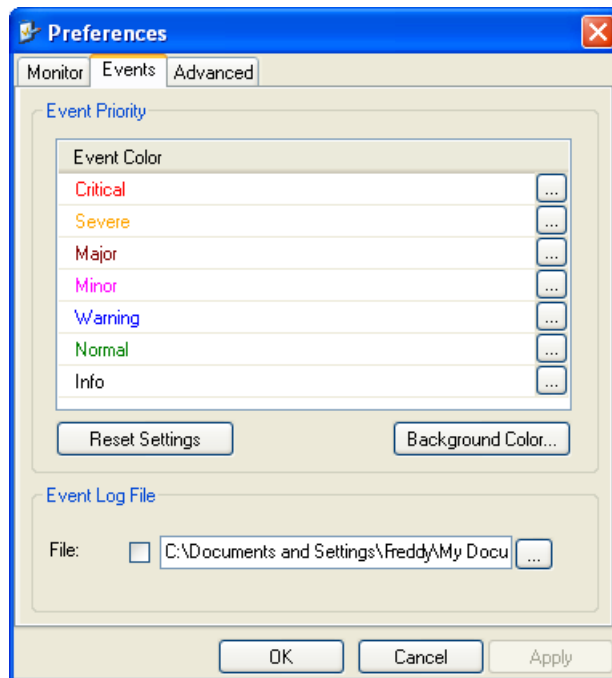 Preferences
Monitor Events Advanced
Event Priority
Event Color
Critical ...
Severe ...
Major ...
Minor ...
Warning ...
Normal ...
Info ...
Reset Settings Background Color...
Event Log File
File: C:\Documents and Settings\Freddy\My Docu ...
OK Cancel Apply